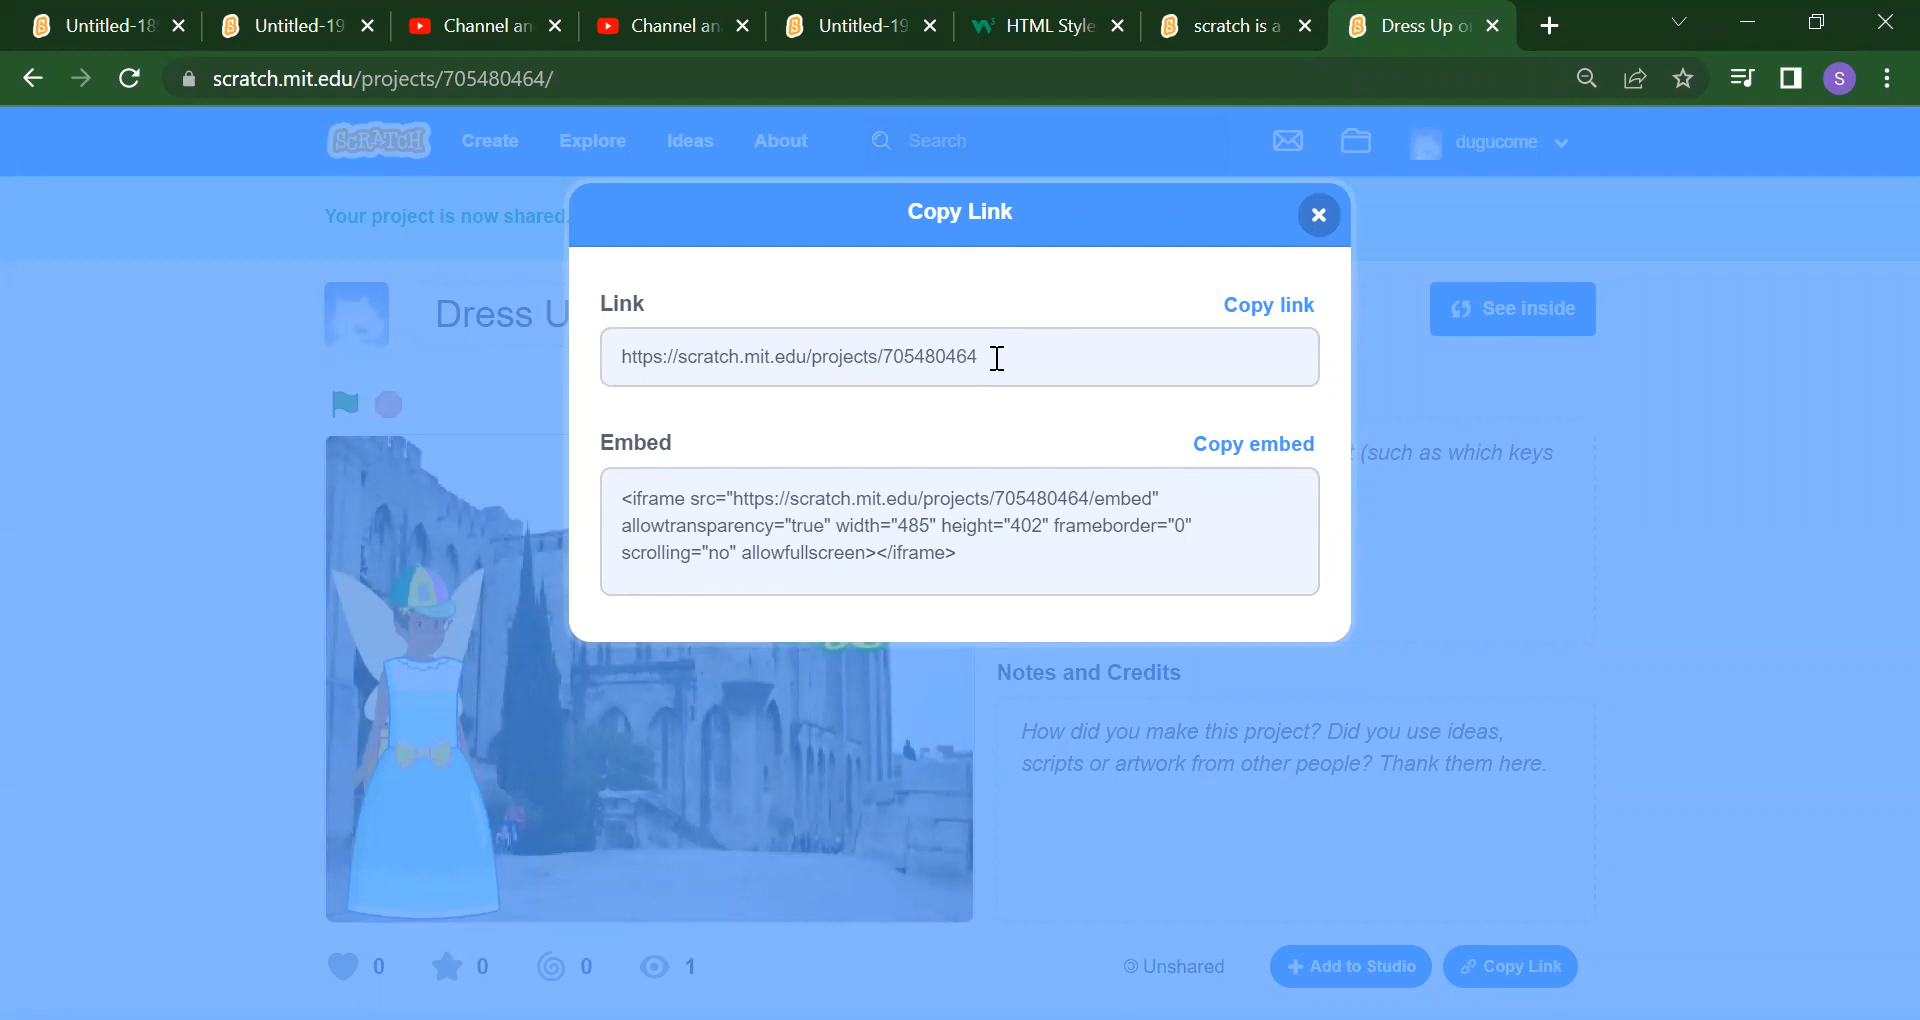 Untitled-18
Untitled-19
Channel an
Channel an
Untitled-19
HTML Style
scratch is a
Dress Up o
scratch.mit.edu/projects/705480464/
S
SCRATCH
Create
Explore
Ideas
About
Search
dugucome
Your project is now shared.
Copy Link
Dress U
See inside
Link
Copy link
https://scratch.mit.edu/projects/705480464
Embed
Copy embed
(such as which keys
<iframe src="https://scratch.mit.edu/projects/705480464/embed"
allowtransparency="true" width="485" height="402" frameborder="0"
scrolling="no" allowfullscreen></iframe>
Notes and Credits
How did you make this project? Did you use ideas,
scripts or artwork from other people? Thank them here.
0
0
0
1
Unshared
Add to Studio
Copy Link